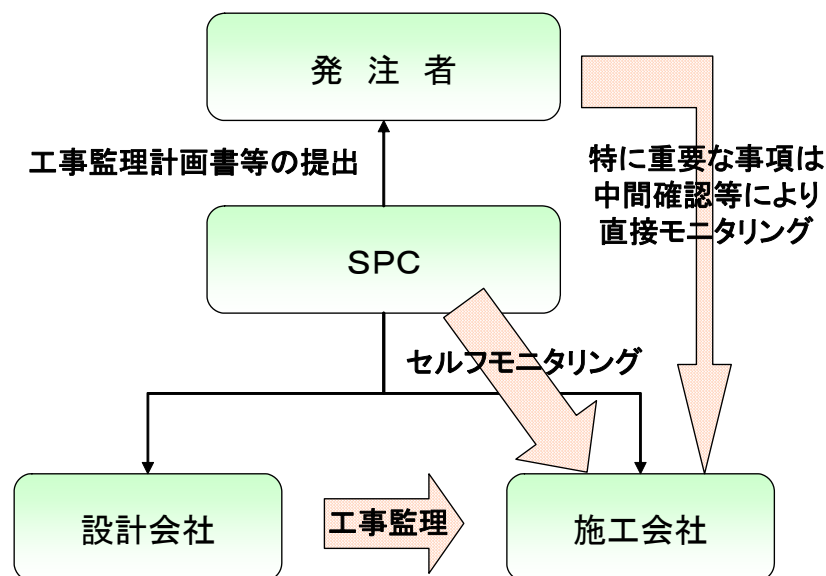 発 注 者
工事監理計画書等の提出
特に重要な事項は
中間確認等により
直接モニタリング
SPC
セルフモニタリング
設計会社
工事監理
施工会社